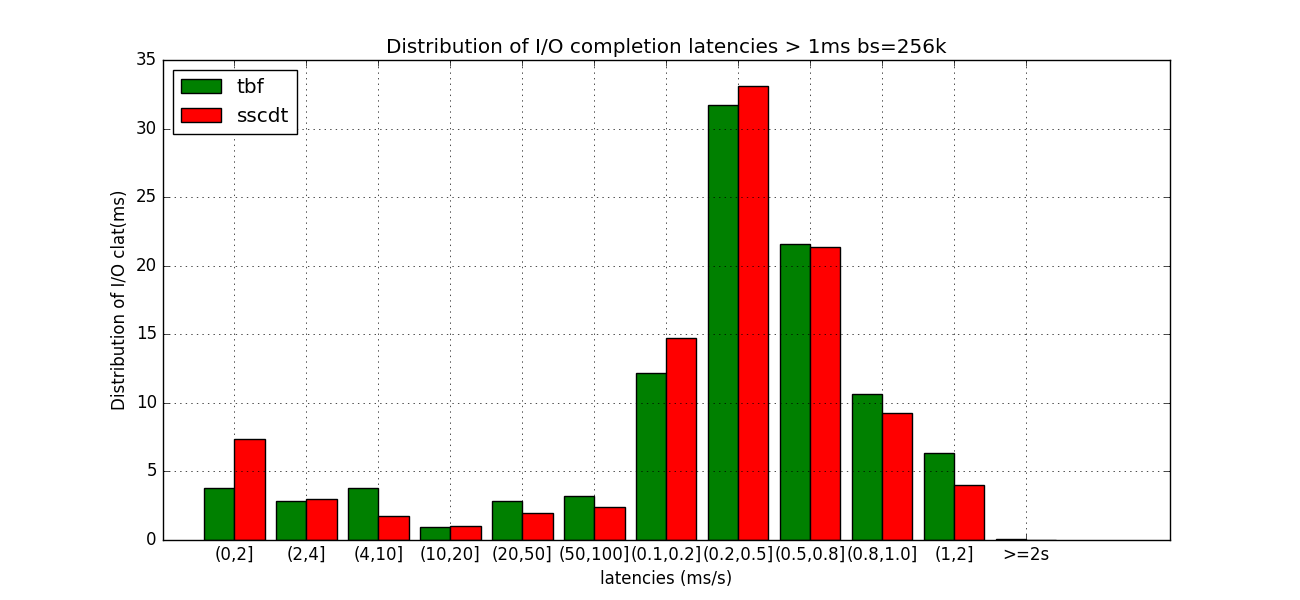 Distribution of I/O completion latencies > 1ms bs=256k
tbf
sscdt
35
30
25
20
15
10
5
0
Distribution of I/O clat(ms)
(0,2] (2,4] (4,10] (10,20] (20,50] (50,100] (0.1,0.2] (0.2,0.5] (0.5,0.8] (0.8,1.0] (1,2] >=2s
latencies (ms/s)